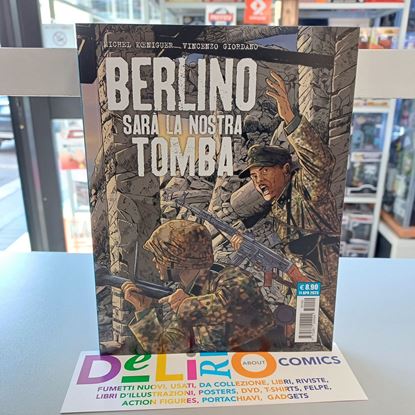 MICHEL KŒNIGUER _ VINCENZO GIORDANO
BERLINO
SARÀ LA NOSTRA
TOMBA
€ 8,90
DeLiRiO ABOUT COMICS
FUMETTI NUOVI, USATI, DA COLLEZIONE, LIBRI, RIVISTE,
LIBRI D'ILLUSTRAZIONI, POSTERS, DVD, T-SHIRTS, FELPE,
ACTION FIGURES, PORTACHIAVI, GADGETS